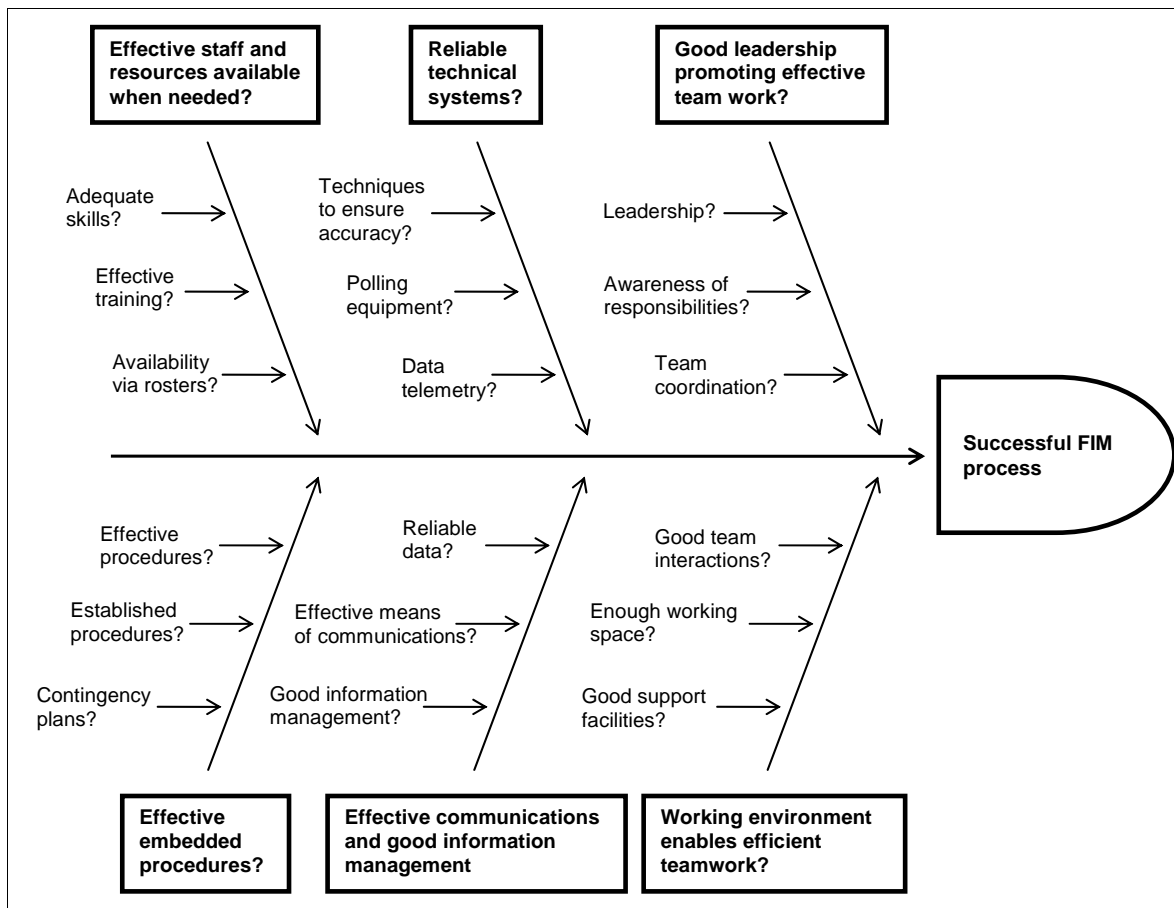 Effective staff and
resources available
when needed?
Reliable
technical
systems?
Good leadership
promoting effective
team work?
Adequate
skills?
Effective
training?
Availability
via rosters?
Techniques
to ensure
accuracy?
Polling
equipment?
Data
telemetry?
Leadership?
Awareness of
responsibilities?
Team
coordination?
Successful FIM
process
Effective
procedures?
Established
procedures?
Contingency
plans?
Reliable
data?
Effective means
of communications?
Good information
management?
Good team
interactions?
Enough working
space?
Good support
facilities?
Effective
embedded
procedures?
Effective communications
and good information
management
Working environment
enables efficient
teamwork?